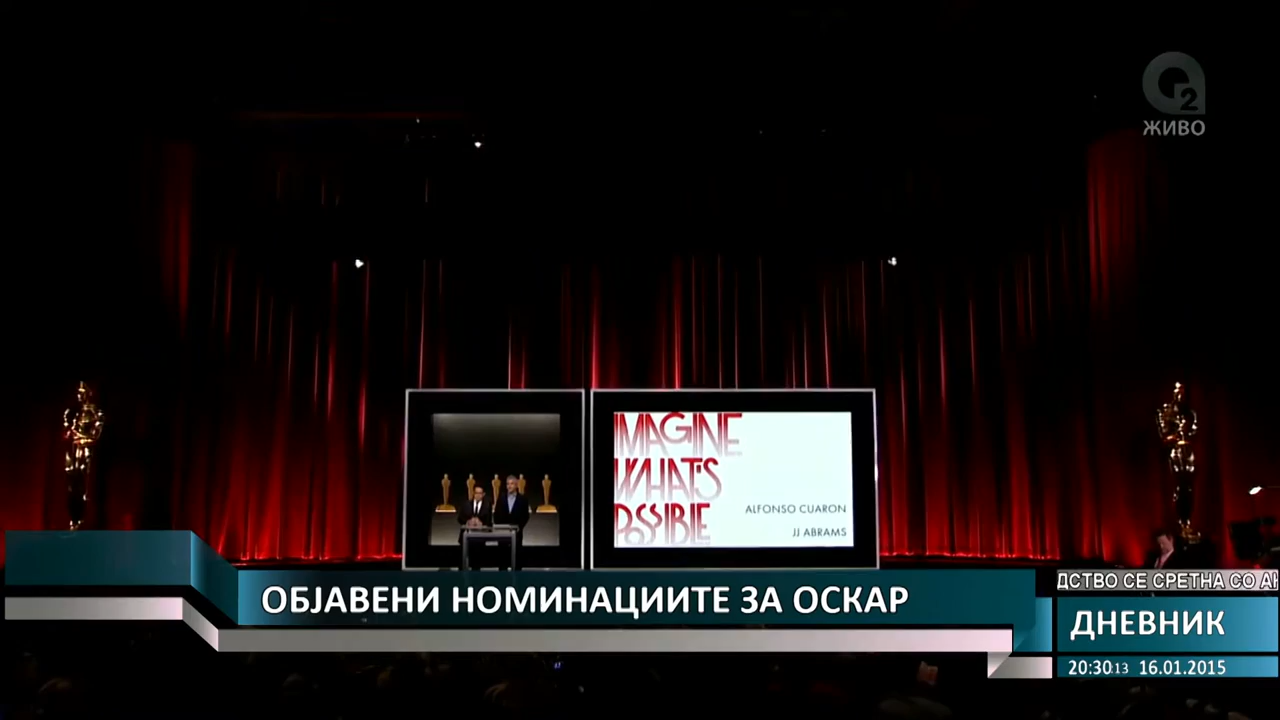 2
ЖИВО
IMAGINE
WHAT'S
POSSIBLE
ALFONSO CUARON
JJ ABRAMS
ОБЈАВЕНИ НОМИНАЦИИТЕ ЗА ОСКАР
СЕ СРЕТНА СО
ДНЕВНИК
20:30:13 16.01.2015